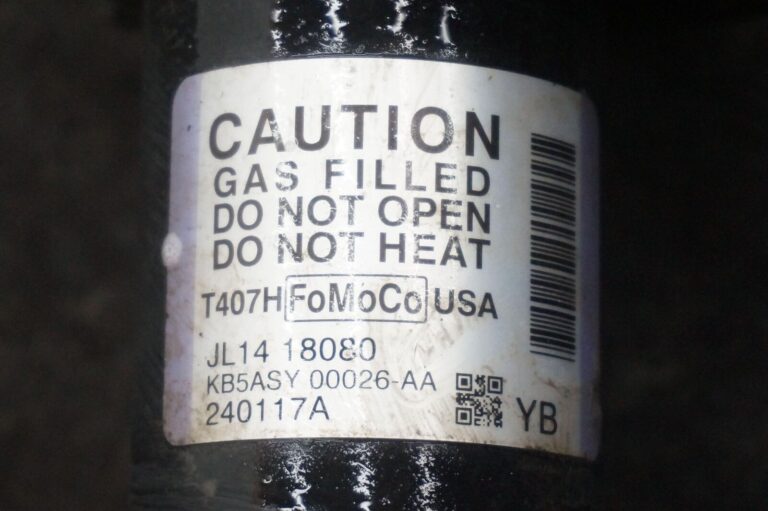 CAUTION
GAS FILLED
DO NOT OPEN
DO NOT HEAT
T407H FoMoCo USA
JL14 18080
KB5ASY 00026-AA
240117A
YB